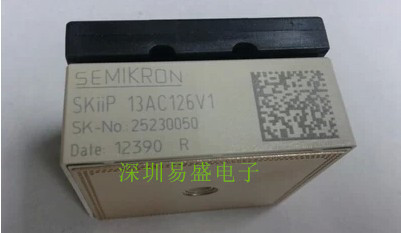 SEMIKRON
SKiiP 13AC126V1
SK-No. 25230050
Date: 12390 R
深圳易盛电子